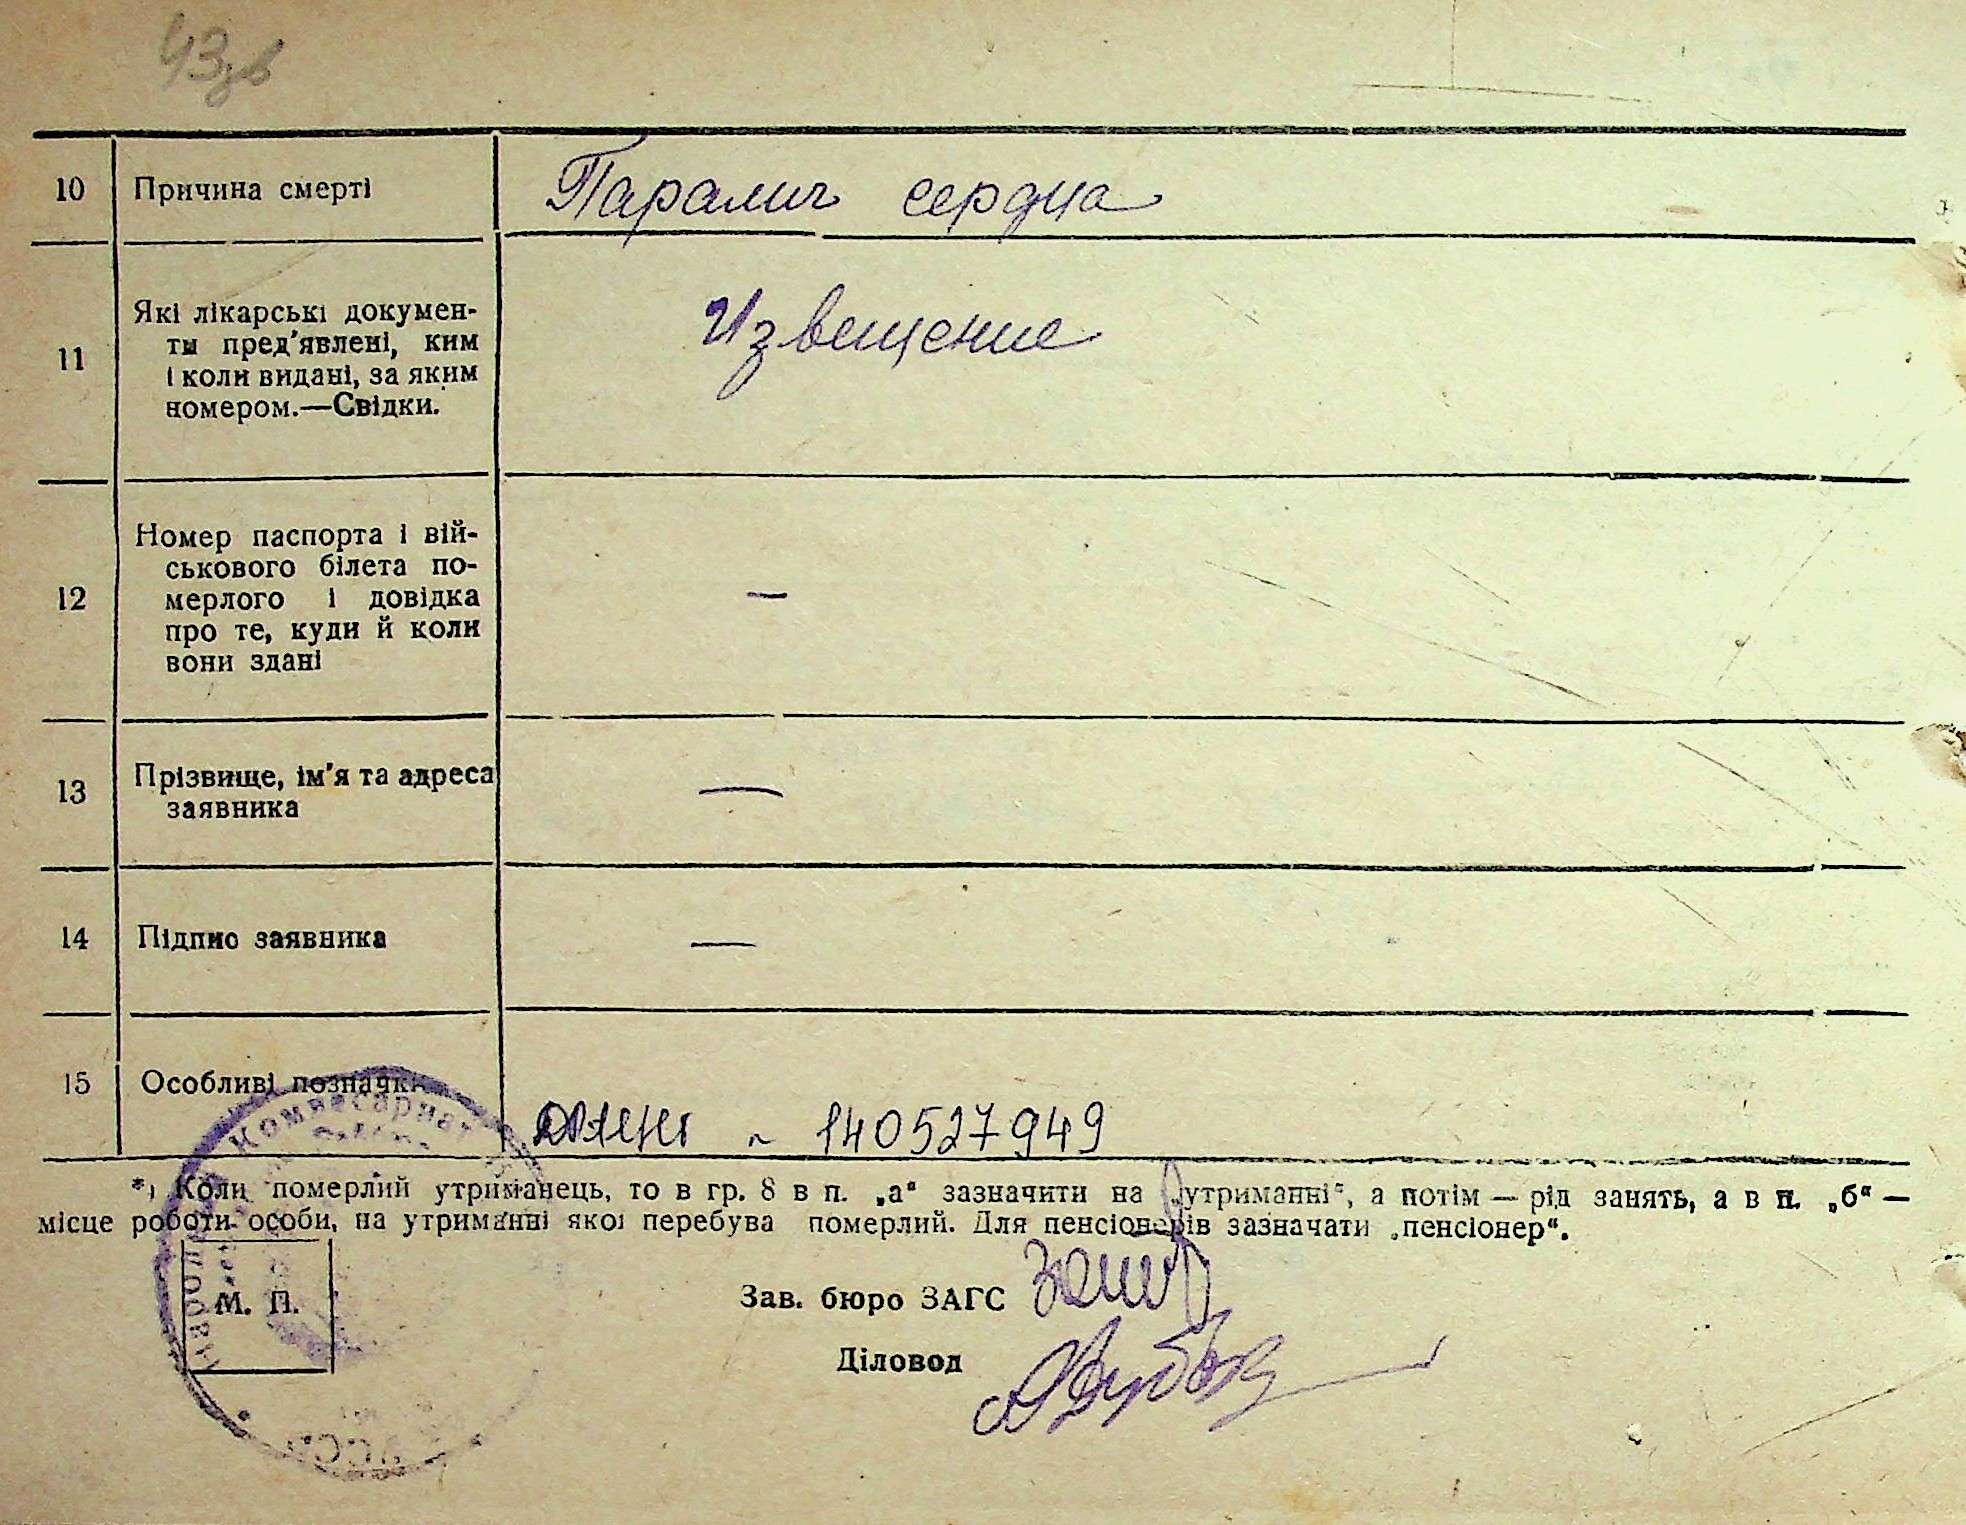 10 Причина смерті Паралич сердца
11 Які лікарські докумен-
ти пред'явлені, ким
і коли видані, за яким
номером.—Свідки.
Извещение
12 Номер паспорта і вій-
ськового білета по-
мерлого і довідка
про те, куди й коли
вони здані
—
13 Прізвище, ім'я та адреса
заявника
—
14 Підпис заявника —
15 Особливі позначки
140527949
*) Коли померлий утриманець, то в гр. 8 в п. „а“ зазначити на „утриманні“, а потім — рід занять, а в п. „б“ —
місце роботи особи, на утриманні якої перебува померлий. Для пенсіонерів зазначати „пенсіонер“.
М. П.
Зав. бюро ЗАГС
Діловод